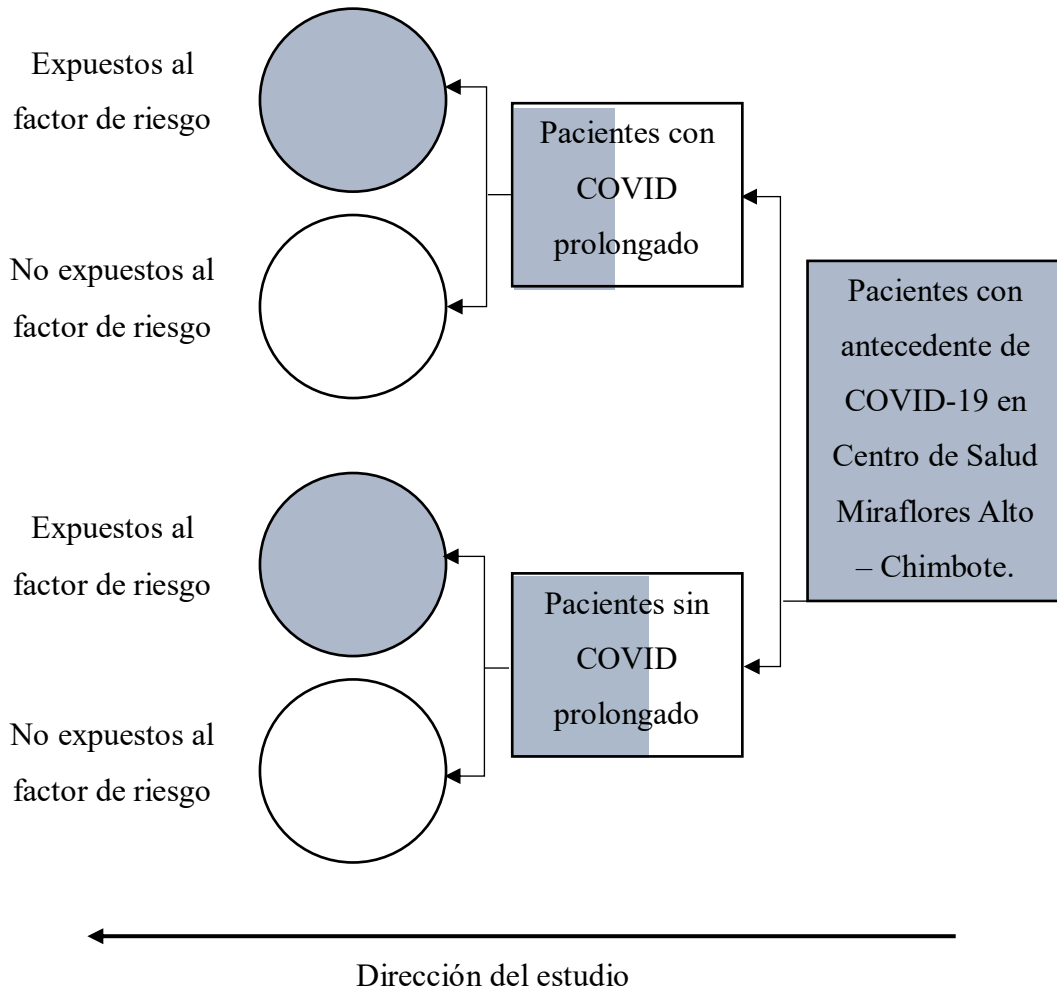 Expuestos al
factor de riesgo
No expuestos al
factor de riesgo
Pacientes con
COVID
prolongado
Pacientes con
antecedente de
COVID-19 en
Centro de Salud
Miraflores Alto
– Chimbote.
Expuestos al
factor de riesgo
No expuestos al
factor de riesgo
Pacientes sin
COVID
prolongado
Dirección del estudio